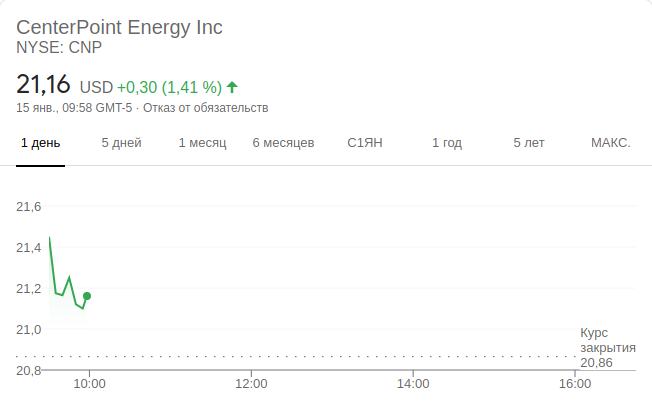 CenterPoint Energy Inc
NYSE: CNP
21,16 USD +0,30 (1,41 %)
15 янв., 09:58 GMT-5 · Отказ от обязательств
1 день 5 дней 1 месяц 6 месяцев С1ЯН 1 год 5 лет МАКС.
21,6
21,4
21,2
21,0
20,8
Курс
закрытия
20,86
10:00 12:00 14:00 16:00